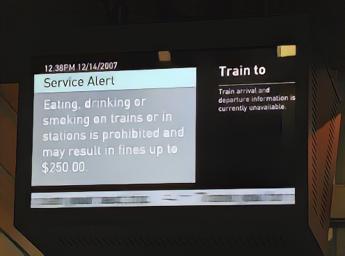 12:38PM 12/14/2007
Service Alert
Eating, drinking or
smoking on trains or in
stations is prohibited and
may result in fines up to
$250.00.
Train to
Train arrival and
departure information is
currently unavailable.